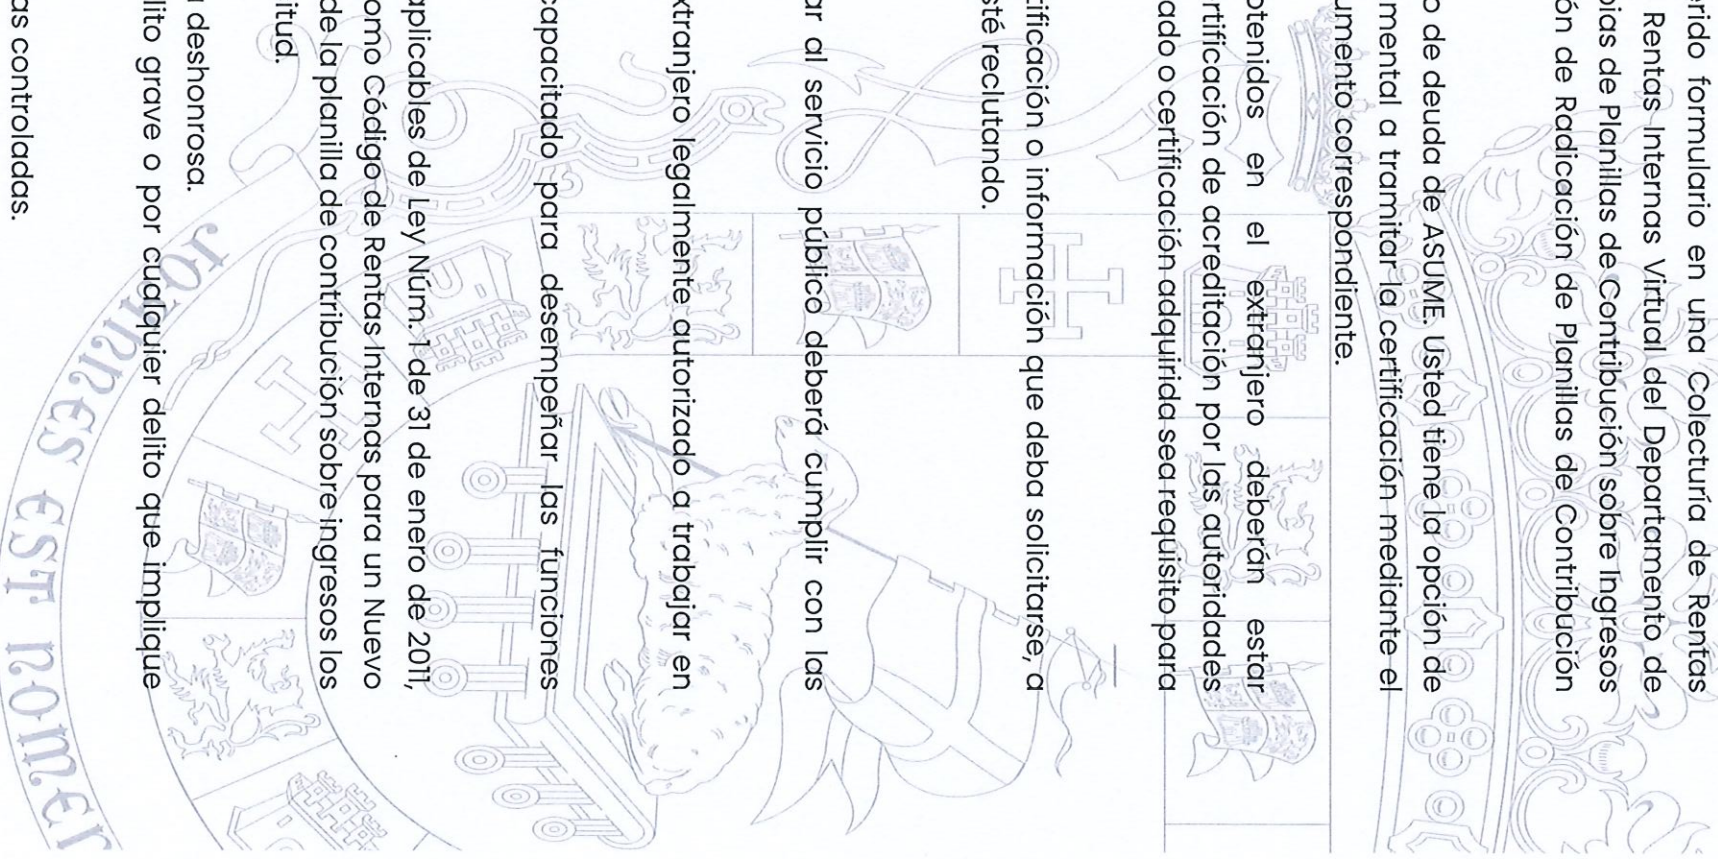 erido formulario en una Colecturía de Rentas
Rentas Internas Virtual del Departamento de
pias de Planillas de Contribución sobre Ingresos
ón de Radicación de Planillas de Contribución
o de deuda de ASUME. Usted tiene la opción de
mental a tramitar la certificación mediante el
umento correspondiente.
otenidos en el extranjero deberán estar
rtificación de acreditación por las autoridades
ado o certificación adquirida sea requisito para
tificación o información que deba solicitarse, a
sté reclutando.
ar al servicio público deberá cumplir con las
xtranjero legalmente autorizado a trabajar en
capacitado para desempeñar las funciones
aplicables de Ley Núm. 1 de 31 de enero de 2011,
omo Código de Rentas Internas para un Nuevo
de la planilla de contribución sobre ingresos los
itud.
a deshonrosa.
lito grave o por cualquier delito que implique
as controladas.
JOANNES EST NOMEN